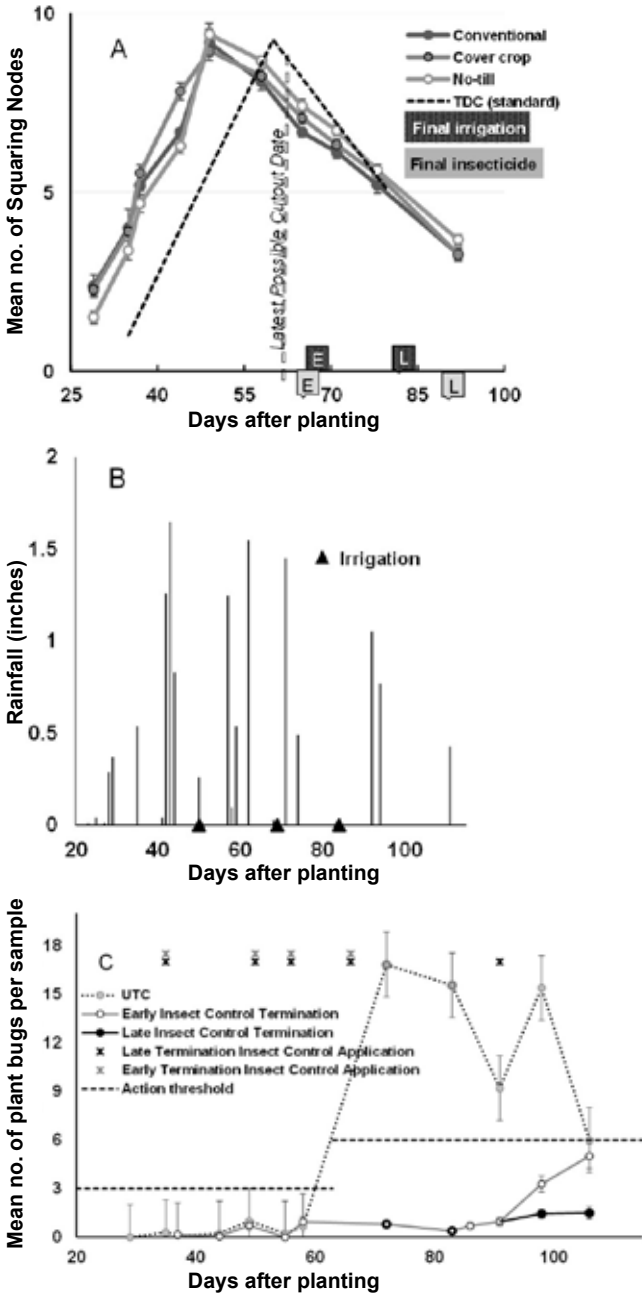 10
A
Conventional
Cover crop
No-till
TDC (standard)
Final irrigation
Final insecticide
Mean no. of Squaring Nodes
5
Latest Possible Cutout Date
0
E
L
E
L
25
40
55
70
85
100
Days after planting
2
B
1.5
Irrigation
Rainfall (inches)
1
0.5
0
20
40
60
80
100
Days after planting
18
C
15
UTC
Early Insect Control Termination
Late Insect Control Termination
Late Termination Insect Control Application
Early Termination Insect Control Application
Action threshold
Mean no. of plant bugs per sample
12
9
6
3
0
20
40
60
80
100
Days after planting